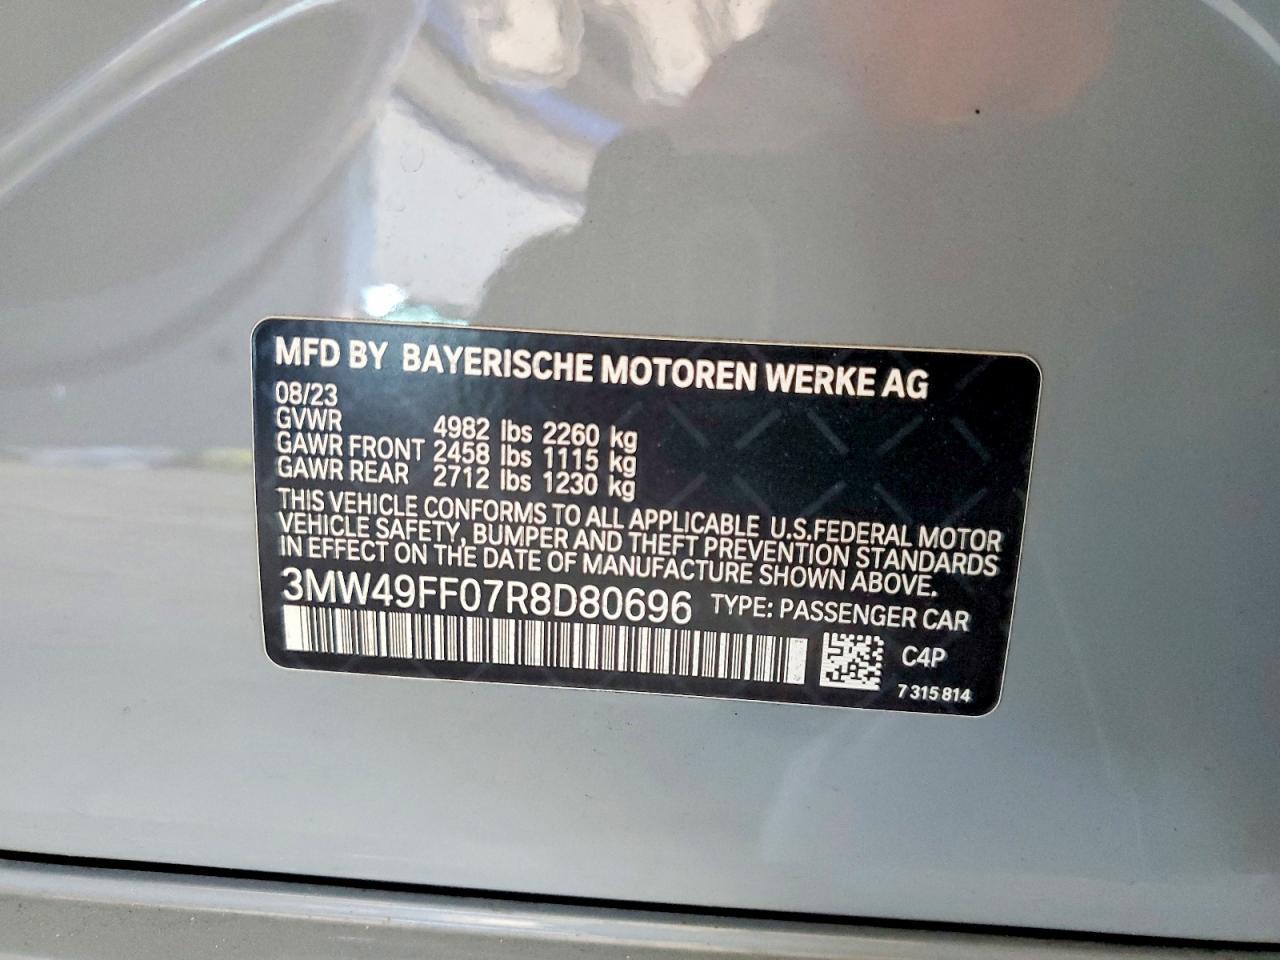 MFD BY BAYERISCHE MOTOREN WERKE AG
08/23
GVWR 4982 lbs 2260 kg
GAWR FRONT 2458 lbs 1115 kg
GAWR REAR 2712 lbs 1230 kg
THIS VEHICLE CONFORMS TO ALL APPLICABLE U.S.FEDERAL MOTOR
VEHICLE SAFETY, BUMPER AND THEFT PREVENTION STANDARDS
IN EFFECT ON THE DATE OF MANUFACTURE SHOWN ABOVE.
3MW49FF07R8D80696 TYPE: PASSENGER CAR
C4P
7 315 814